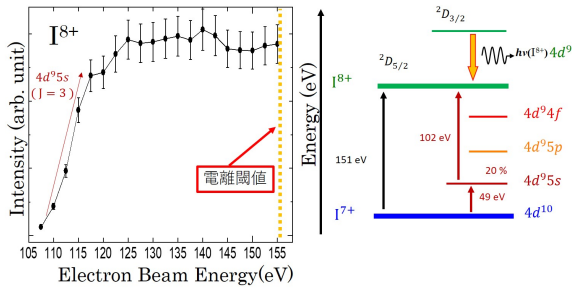 I⁸⁺
4d⁹5s
(J = 3)
電離閾値
Intensity (arb. unit)
105 110 115 120 125 130 135 140 145 150 155
Electron Beam Energy(eV)
Energy (eV)
²D₃/₂
hν(I⁸⁺) 4d⁹
²D₅/₂
I⁸⁺
4d⁹4f
102 eV
4d⁹5p
151 eV
20 %
4d⁹5s
49 eV
I⁷⁺
4d¹⁰